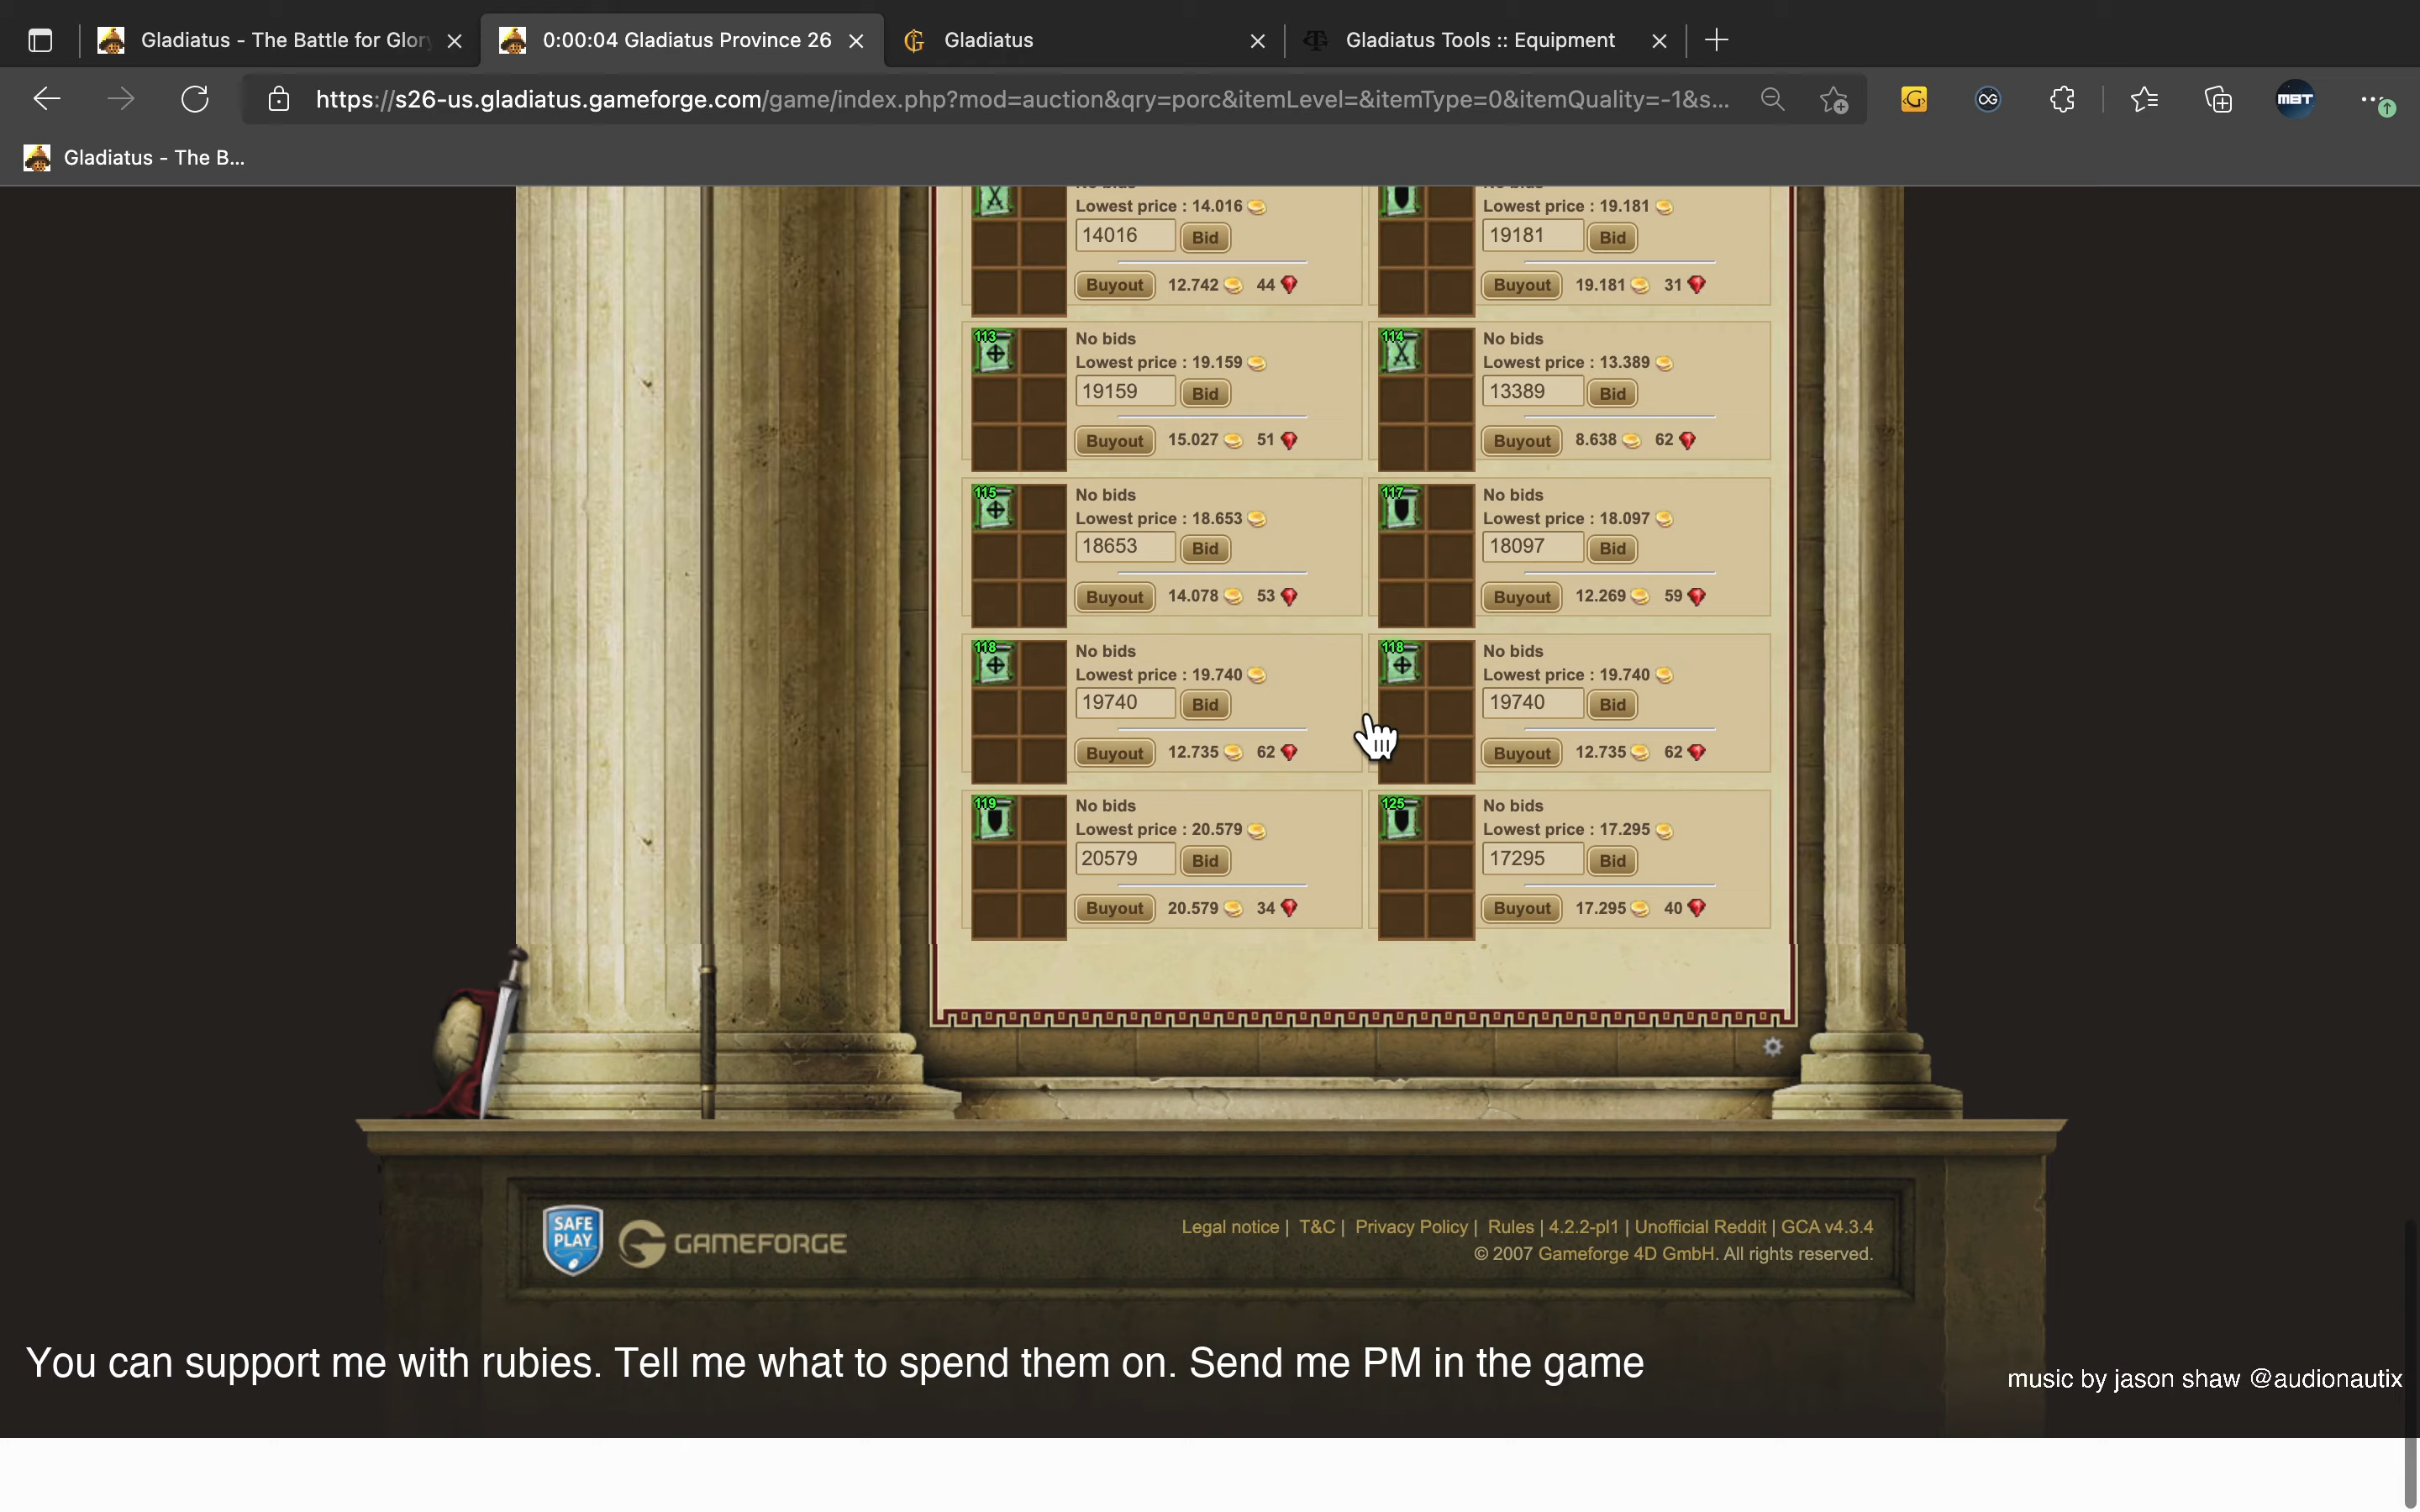 Gladiatus - The Battle for Glor
0:00:04 Gladiatus Province 26
Gladiatus
Gladiatus Tools :: Equipment
https://s26-us.gladiatus.gameforge.com/game/index.php?mod=auction&qry=porc&itemLevel=&itemType=0&itemQuality=-1&s...
MBT
Gladiatus - The B...
Lowest price : 14.016
14016 Bid
Buyout 12.742 44
Lowest price : 19.181
19181 Bid
Buyout 19.181 31
113
No bids
Lowest price : 19.159
19159 Bid
Buyout 15.027 51
114
No bids
Lowest price : 13.389
13389 Bid
Buyout 8.638 62
115
No bids
Lowest price : 18.653
18653 Bid
Buyout 14.078 53
117
No bids
Lowest price : 18.097
18097 Bid
Buyout 12.269 59
118
No bids
Lowest price : 19.740
19740 Bid
Buyout 12.735 62
118
No bids
Lowest price : 19.740
19740 Bid
Buyout 12.735 62
119
No bids
Lowest price : 20.579
20579 Bid
Buyout 20.579 34
125
No bids
Lowest price : 17.295
17295 Bid
Buyout 17.295 40
SAFE
PLAY
GAMEFORGE
Legal notice | T&C | Privacy Policy | Rules | 4.2.2-pl1 | Unofficial Reddit | GCA v4.3.4
© 2007 Gameforge 4D GmbH. All rights reserved.
You can support me with rubies. Tell me what to spend them on. Send me PM in the game
music by jason shaw @audionautix